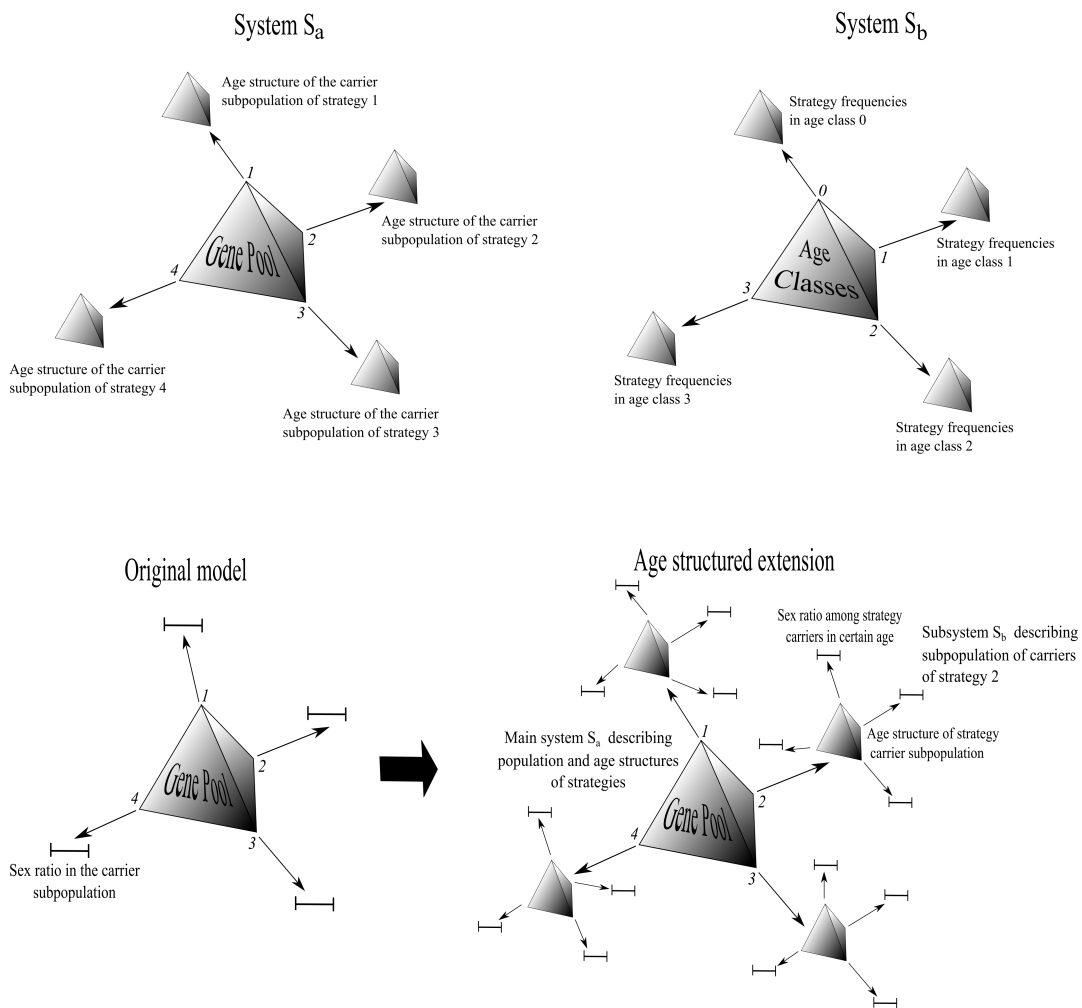 System Sa
System Sb
Age structure of the carrier
subpopulation of strategy 1
1
2
Age structure of the carrier
subpopulation of strategy 2
Gene Pool
4
3
Age structure of the carrier
subpopulation of strategy 4
Age structure of the carrier
subpopulation of strategy 3
Strategy frequencies
in age class 0
0
1
Strategy frequencies
in age class 1
Age
Classes
3
2
Strategy frequencies
in age class 3
Strategy frequencies
in age class 2
Original model
1
2
Gene Pool
4
3
Sex ratio in the carrier
subpopulation
Age structured extension
Sex ratio among strategy
carriers in certain age
Subsystem Sb describing
subpopulation of carriers
of strategy 2
Age structure of strategy
carrier subpopulation
Main system Sa describing
population and age structures
of strategies
1
2
Gene Pool
4
3